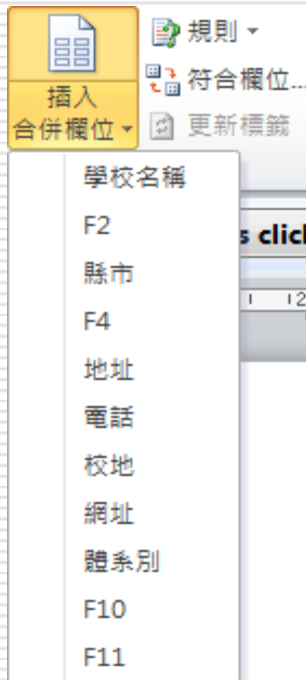 插入
合併欄位
規則
符合欄位...
更新標籤
學校名稱
F2
縣市
F4
地址
電話
校地
網址
體系別
F10
F11
s click